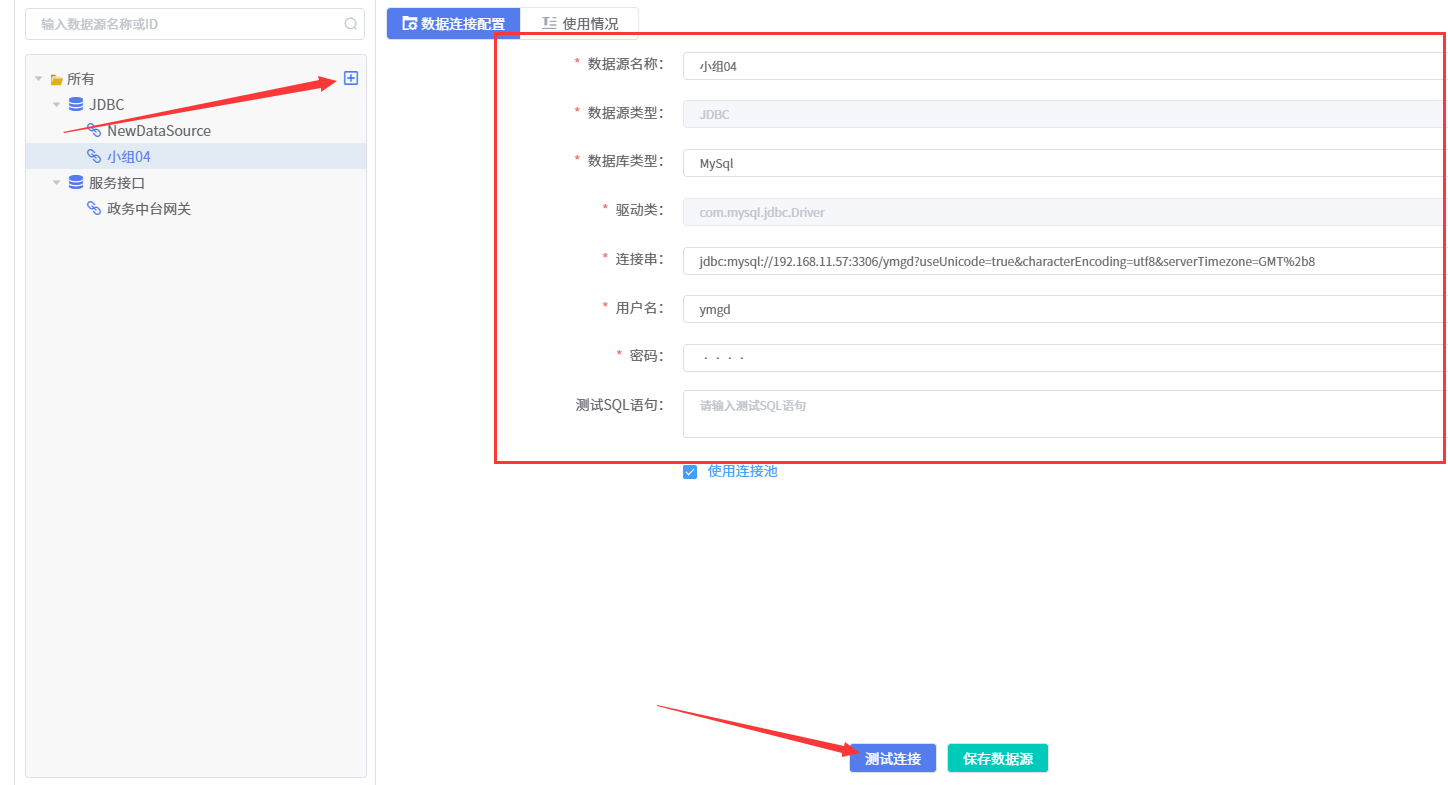 输入数据源名称或ID
所有
JDBC
NewDataSource
小组04
服务接口
政务中台网关
数据连接配置
使用情况
* 数据源名称： 小组04
* 数据源类型： JDBC
* 数据库类型： MySql
* 驱动类： com.mysql.jdbc.Driver
* 连接串： jdbc:mysql://192.168.11.57:3306/ymgd?useUnicode=true&characterEncoding=utf8&serverTimezone=GMT%2b8
* 用户名： ymgd
* 密码： ····
测试SQL语句： 请输入测试SQL语句
使用连接池
测试连接
保存数据源